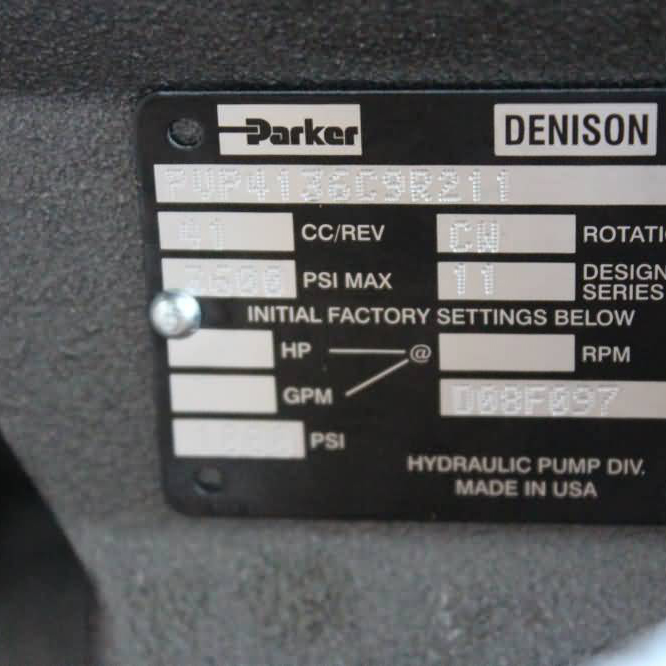 Parker DENISON
PVP4136C9R211
41 CC/REV CW ROTATI
3600 PSI MAX 11 DESIGN
SERIES
INITIAL FACTORY SETTINGS BELOW
HP @ RPM
GPM D08F097
PSI
HYDRAULIC PUMP DIV.
MADE IN USA